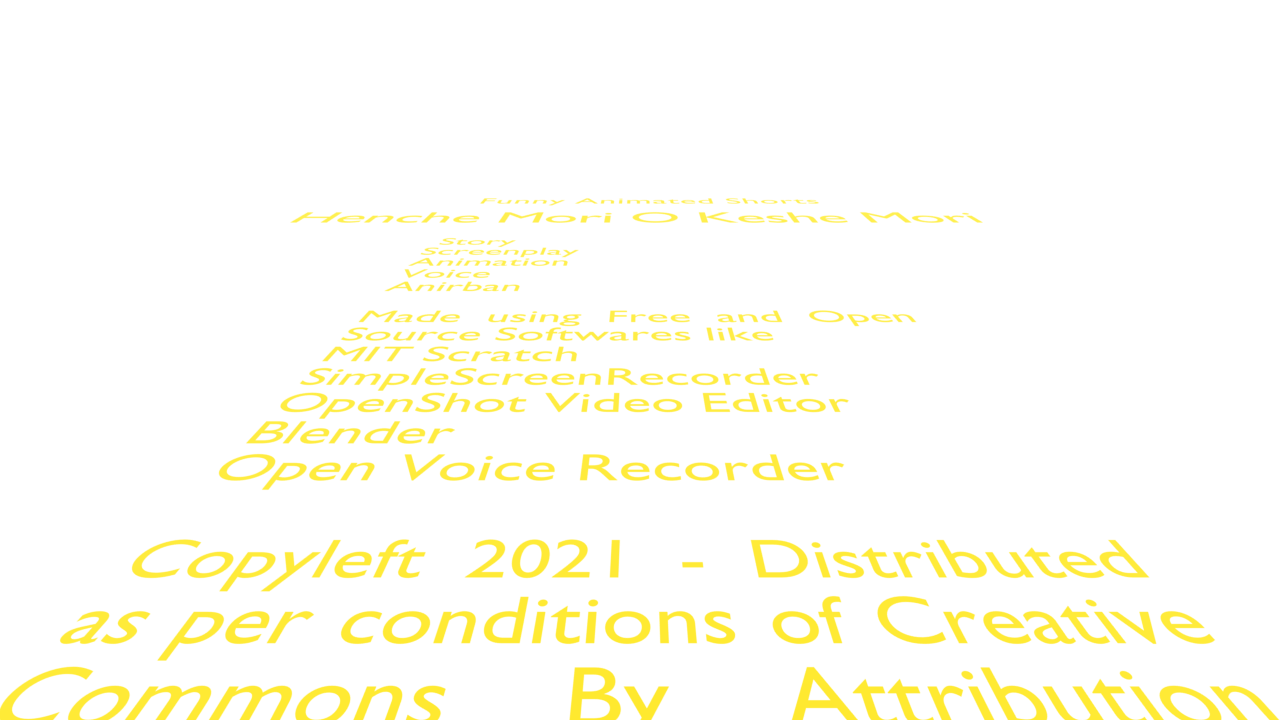 Funny Animated Shorts
Henche Mori O Keshe Mori
Story
Screenplay
Animation
Voice
Anirban
Made using Free and Open
Source Softwares like
MIT Scratch
SimpleScreenRecorder
OpenShot Video Editor
Blender
Open Voice Recorder
Copyleft 2021 - Distributed
as per conditions of Creative
Commons By Attribution